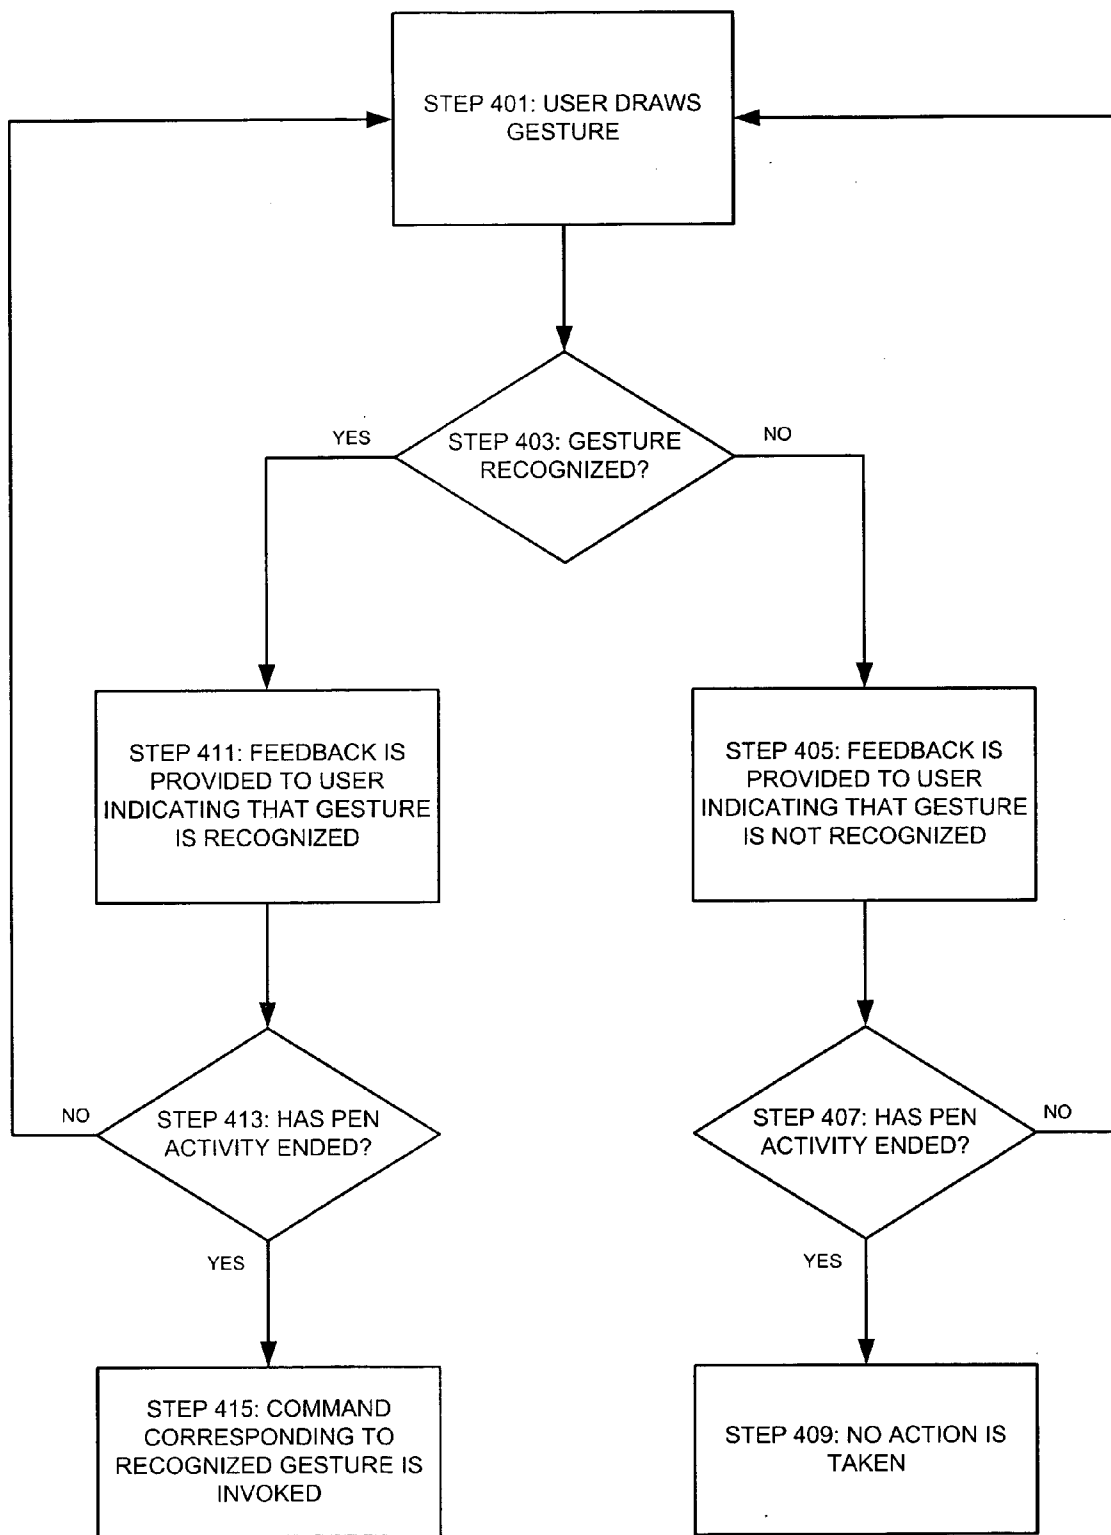 STEP 401: USER DRAWS
GESTURE
YES
STEP 403: GESTURE
RECOGNIZED?
NO
STEP 411: FEEDBACK IS
PROVIDED TO USER
INDICATING THAT GESTURE
IS RECOGNIZED
STEP 405: FEEDBACK IS
PROVIDED TO USER
INDICATING THAT GESTURE
IS NOT RECOGNIZED
NO
STEP 413: HAS PEN
ACTIVITY ENDED?
STEP 407: HAS PEN
ACTIVITY ENDED?
NO
YES
YES
STEP 415: COMMAND
CORRESPONDING TO
RECOGNIZED GESTURE IS
INVOKED
STEP 409: NO ACTION IS
TAKEN